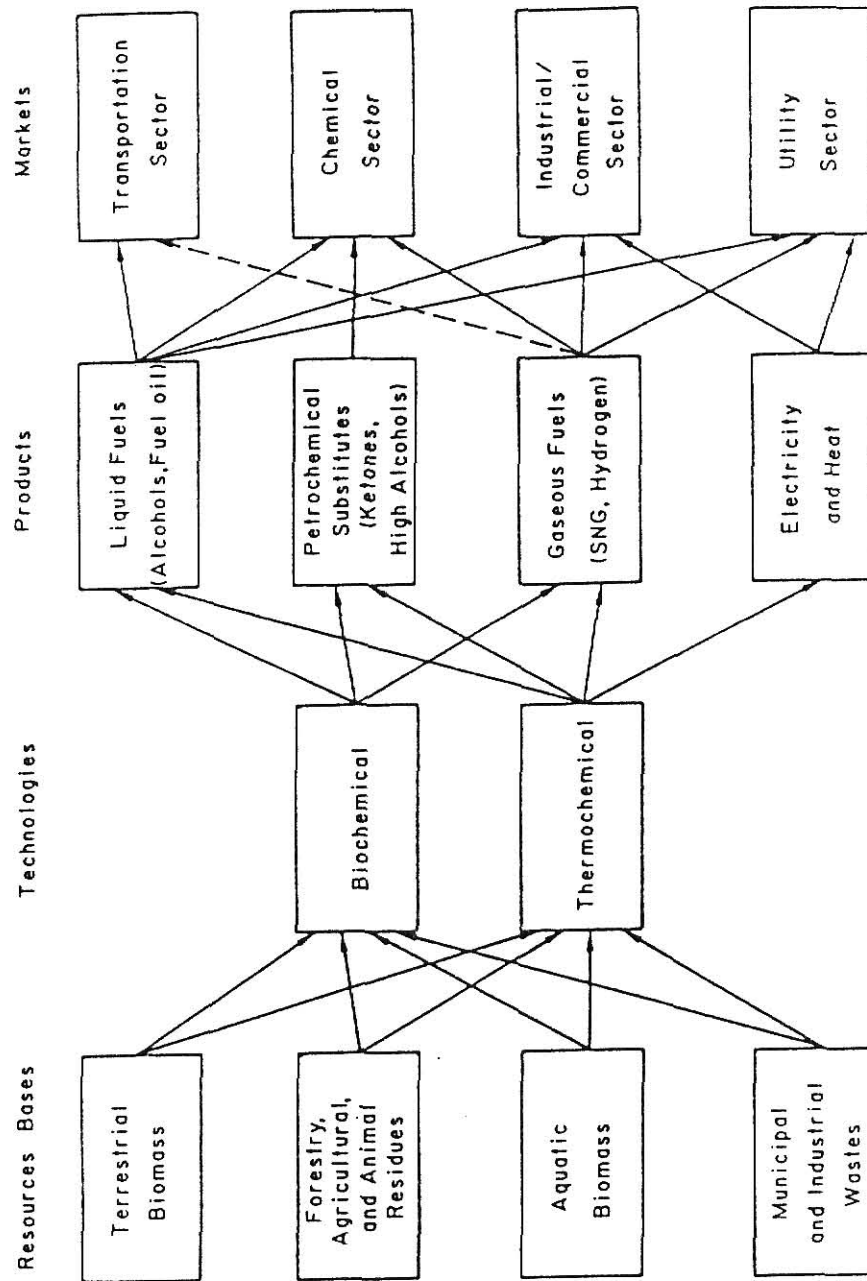 Resources Bases
Technologies
Products
Markets
Terrestrial
Biomass
Forestry,
Agricultural,
and Animal
Residues
Aquatic
Biomass
Municipal
and Industrial
Wastes
Biochemical
Thermochemical
Liquid Fuels
(Alcohols,Fuel oil)
Petrochemical
Substitutes
(Ketones,
High Alcohols)
Gaseous Fuels
(SNG, Hydrogen)
Electricity
and Heat
Transportation
Sector
Chemical
Sector
Industrial/
Commercial
Sector
Utility
Sector